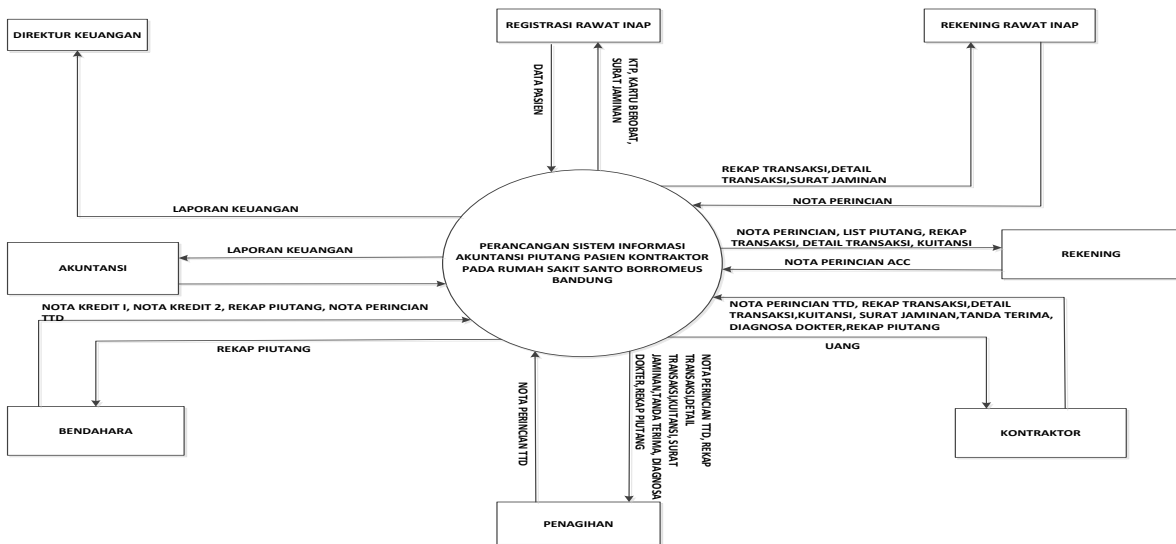 DIREKTUR KEUANGAN
REGISTRASI RAWAT INAP
REKENING RAWAT INAP
DATA PASIEN
KTP, KARTU BEROBAT,
SURAT JAMINAN
REKAP TRANSAKSI,DETAIL
TRANSAKSI,SURAT JAMINAN
NOTA PERINCIAN
LAPORAN KEUANGAN
NOTA PERINCIAN, LIST PIUTANG, REKAP
TRANSAKSI, DETAIL TRANSAKSI, KUITANSI
LAPORAN KEUANGAN
PERANCANGAN SISTEM INFORMASI
AKUNTANSI PIUTANG PASIEN KONTRAKTOR
PADA RUMAH SAKIT SANTO BORROMEUS
BANDUNG
AKUNTANSI
REKENING
NOTA PERINCIAN ACC
NOTA KREDIT I, NOTA KREDIT 2, REKAP PIUTANG, NOTA PERINCIAN
TTD
NOTA PERINCIAN TTD, REKAP TRANSAKSI,DETAIL
TRANSAKSI,KUITANSI, SURAT JAMINAN,TANDA TERIMA,
DIAGNOSA DOKTER,REKAP PIUTANG
REKAP PIUTANG
UANG
NOTA PERINCIAN TTD
NOTA PERINCIAN TTD, REKAP
TRANSAKSI,DETAIL
TRANSAKSI,KUITANSI, SURAT
JAMINAN,TANDA TERIMA, DIAGNOSA
DOKTER,REKAP PIUTANG
BENDAHARA
KONTRAKTOR
PENAGIHAN